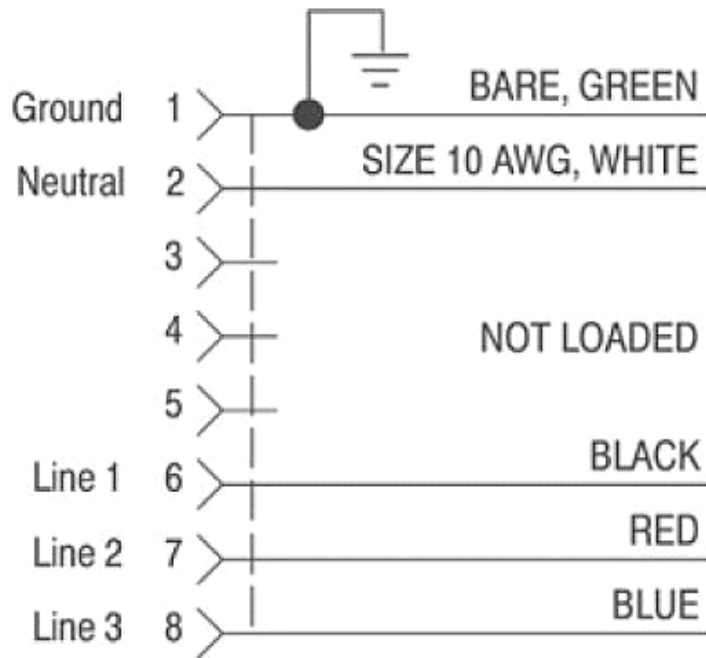 Ground 1 BARE, GREEN
Neutral 2 SIZE 10 AWG, WHITE
3
4 NOT LOADED
5
Line 1 6 BLACK
Line 2 7 RED
Line 3 8 BLUE